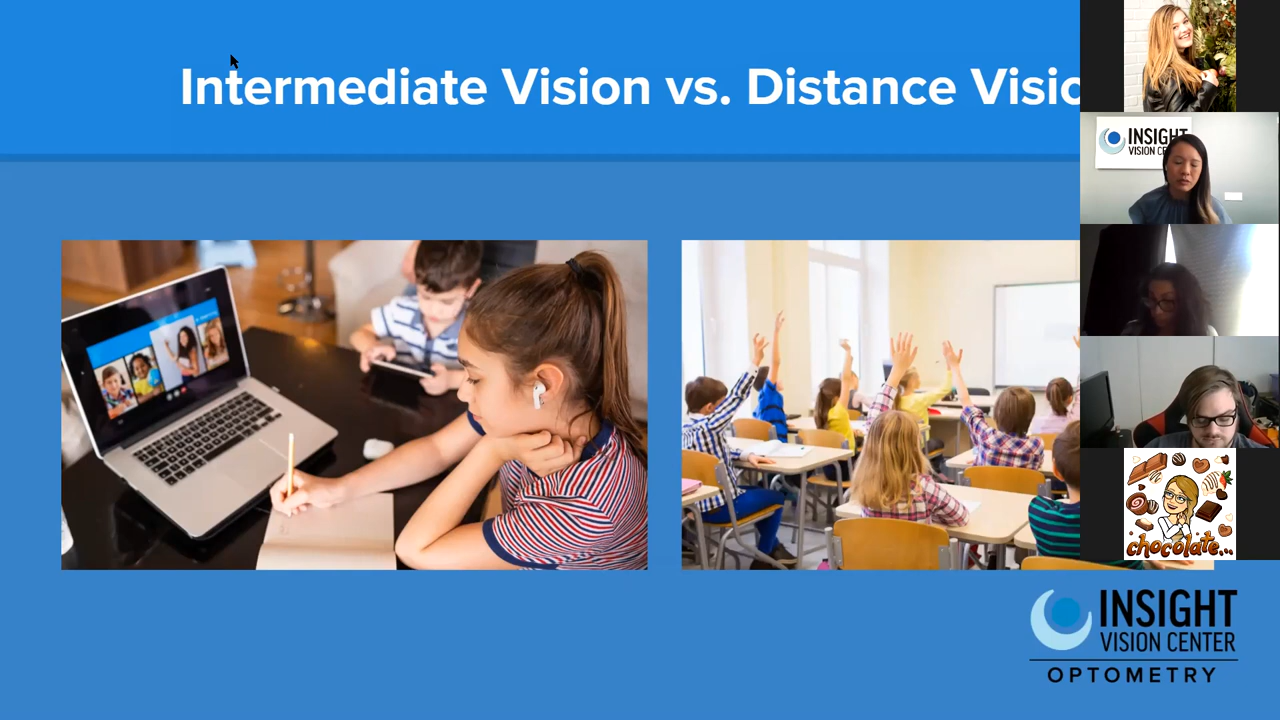 Intermediate Vision vs. Distance Visio
INSIGHT
VISION CE
chocolate...
INSIGHT
VISION CENTER
OPTOMETRY